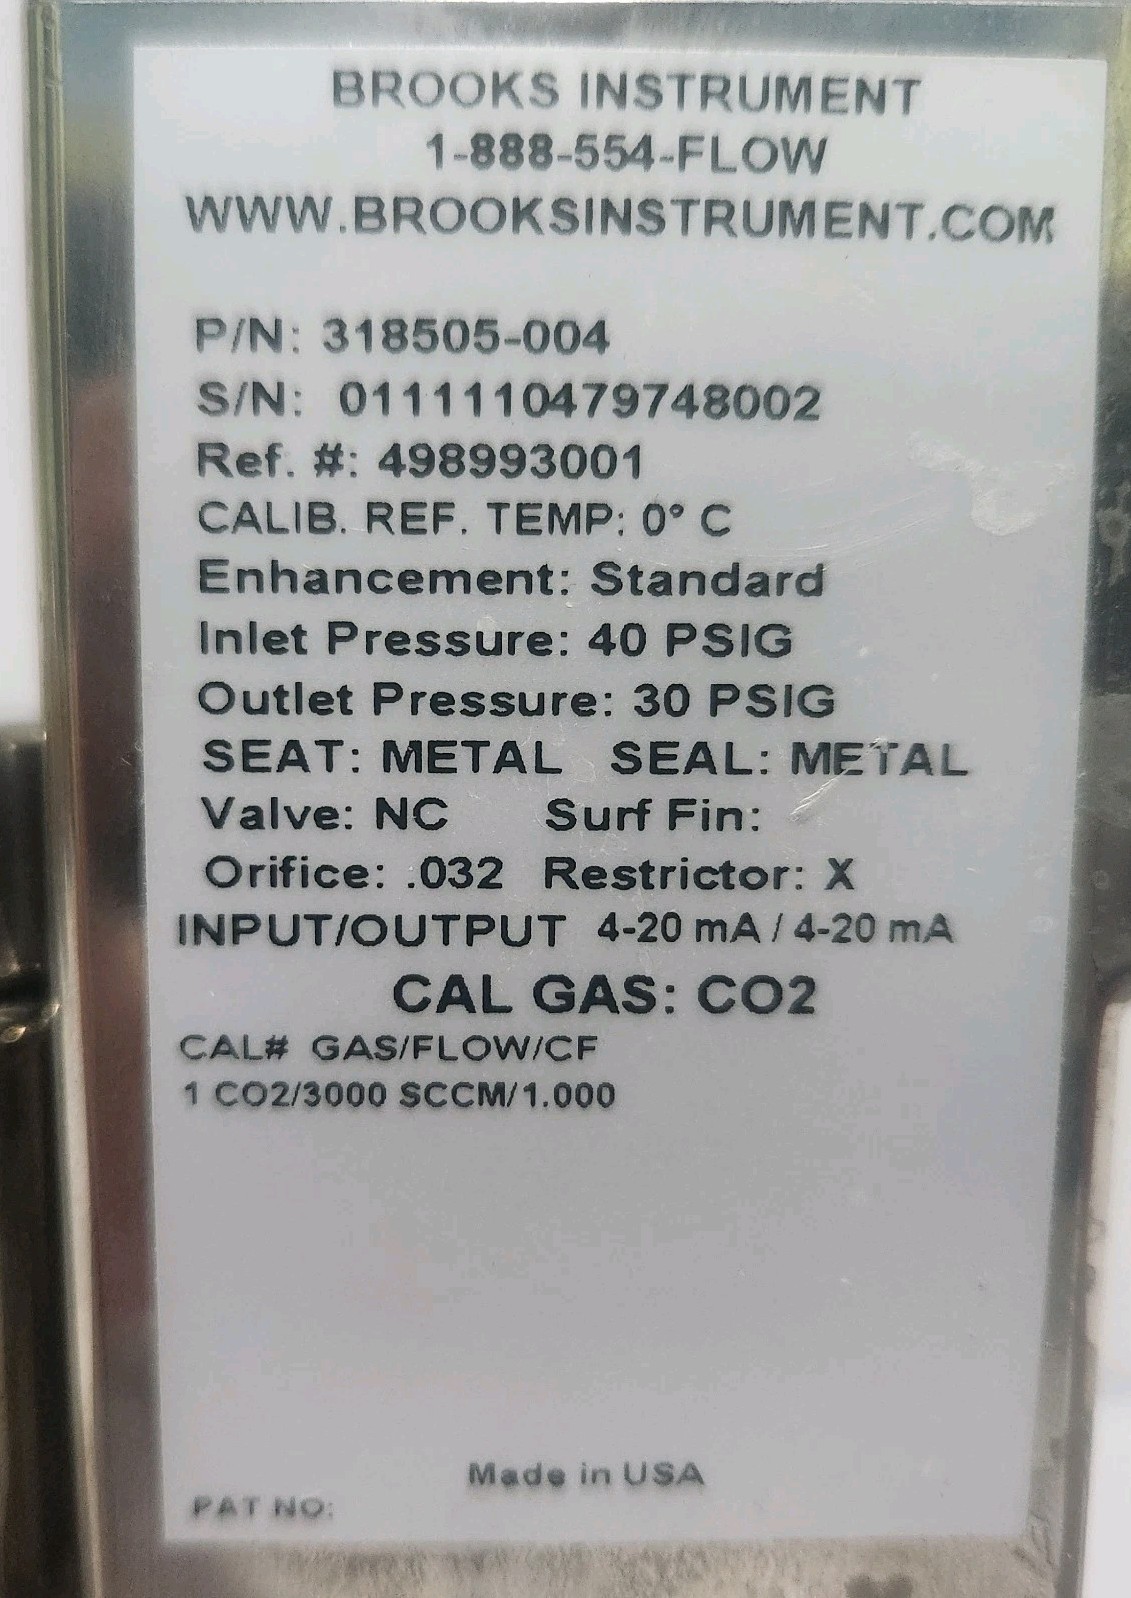 BROOKS INSTRUMENT
1-888-554-FLOW
WWW.BROOKSINSTRUMENT.COM
P/N: 318505-004
S/N: 0111110479748002
Ref. #: 498993001
CALIB. REF. TEMP: 0° C
Enhancement: Standard
Inlet Pressure: 40 PSIG
Outlet Pressure: 30 PSIG
SEAT: METAL SEAL: METAL
Valve: NC Surf Fin:
Orifice: .032 Restrictor: X
INPUT/OUTPUT 4-20 mA / 4-20 mA
CAL GAS: CO2
CAL# GAS/FLOW/CF
1 CO2/3000 SCCM/1.000
Made in USA
PAT NO: